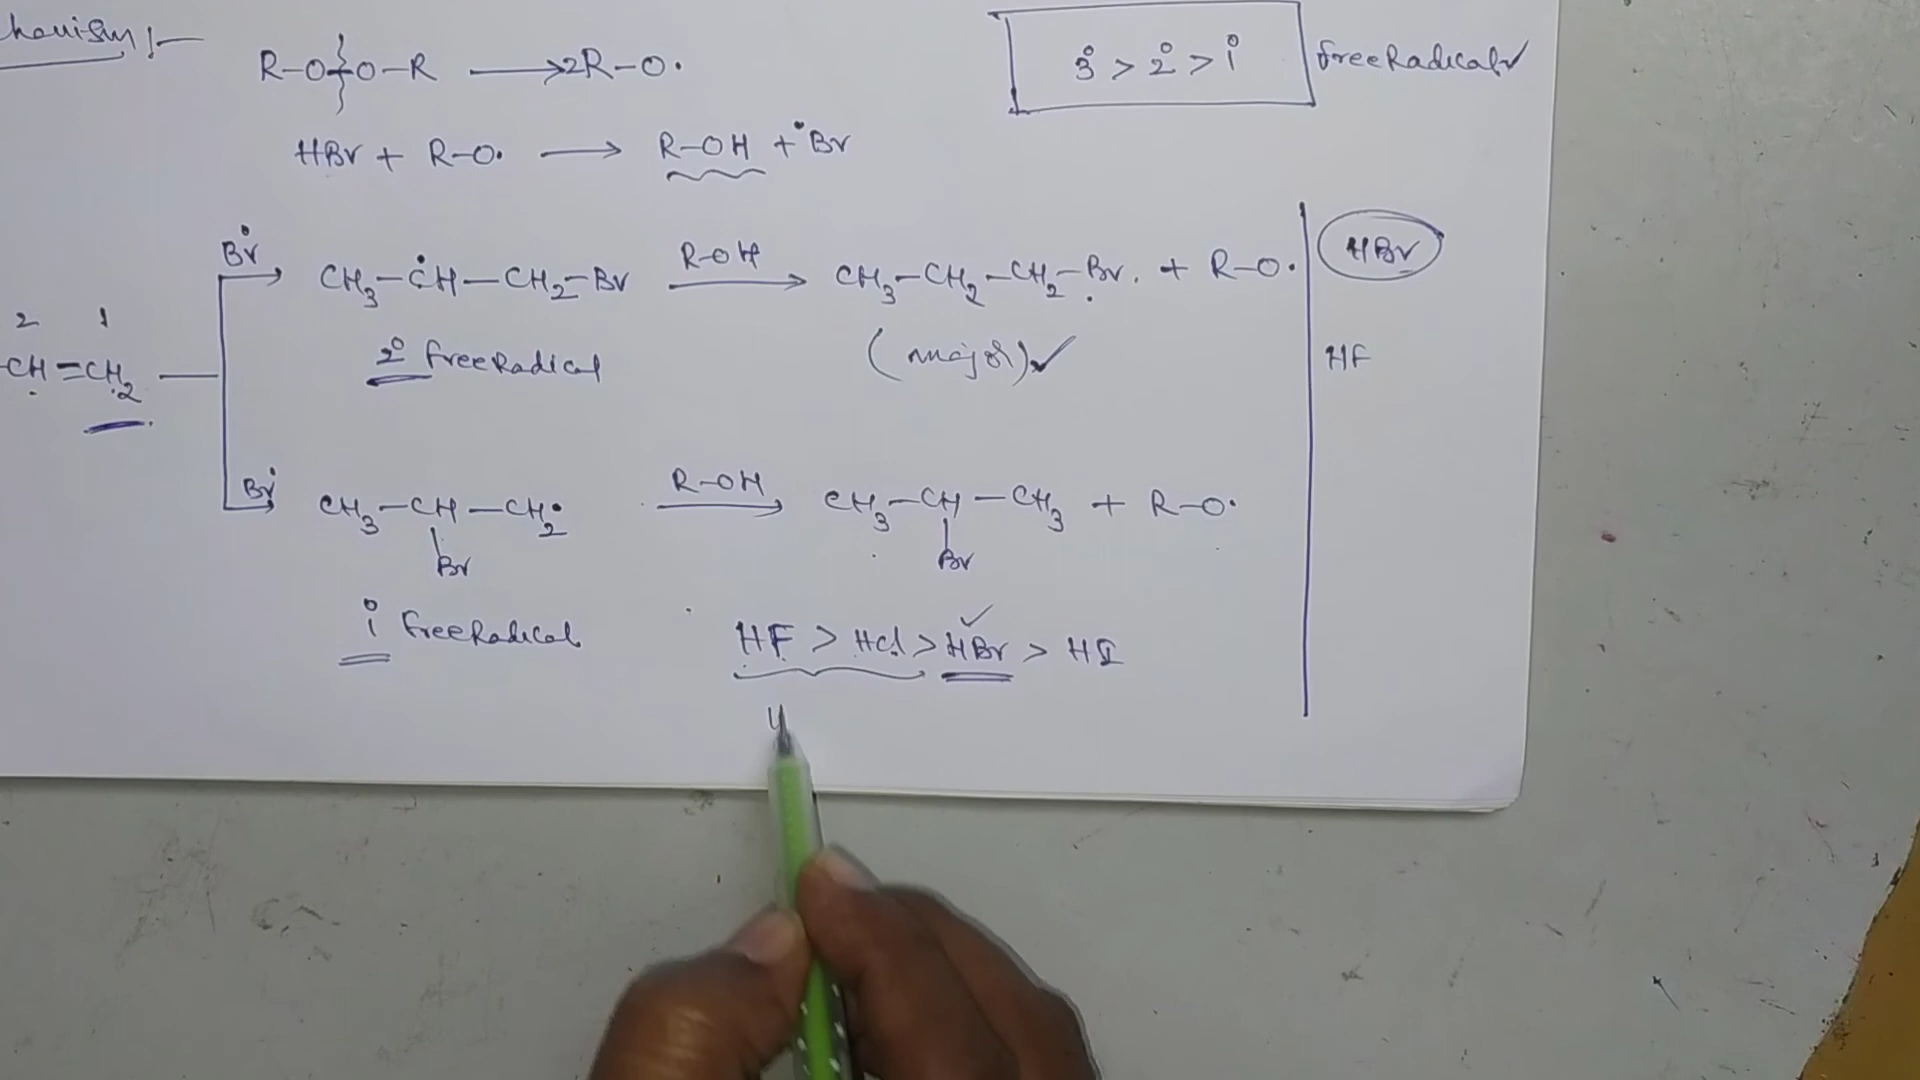 hanism :-
R-O-O-R → 2R-O•
3° > 2° > 1° free Radical ✓
HBr + R-O• → R-OH + •Br
Br•
CH3-ĊH-CH2-Br
R-OH
→ CH3-CH2-CH2-Br. + R-O•
HBr
2° free Radical
(major) ✓
HF
2 1
-CH=CH2
Br•
CH3-CH-CH2•
Br
R-OH
→ CH3-CH-CH3 + R-O•
Br
1° free Radical
HF > HCl > HBr > HI
✓